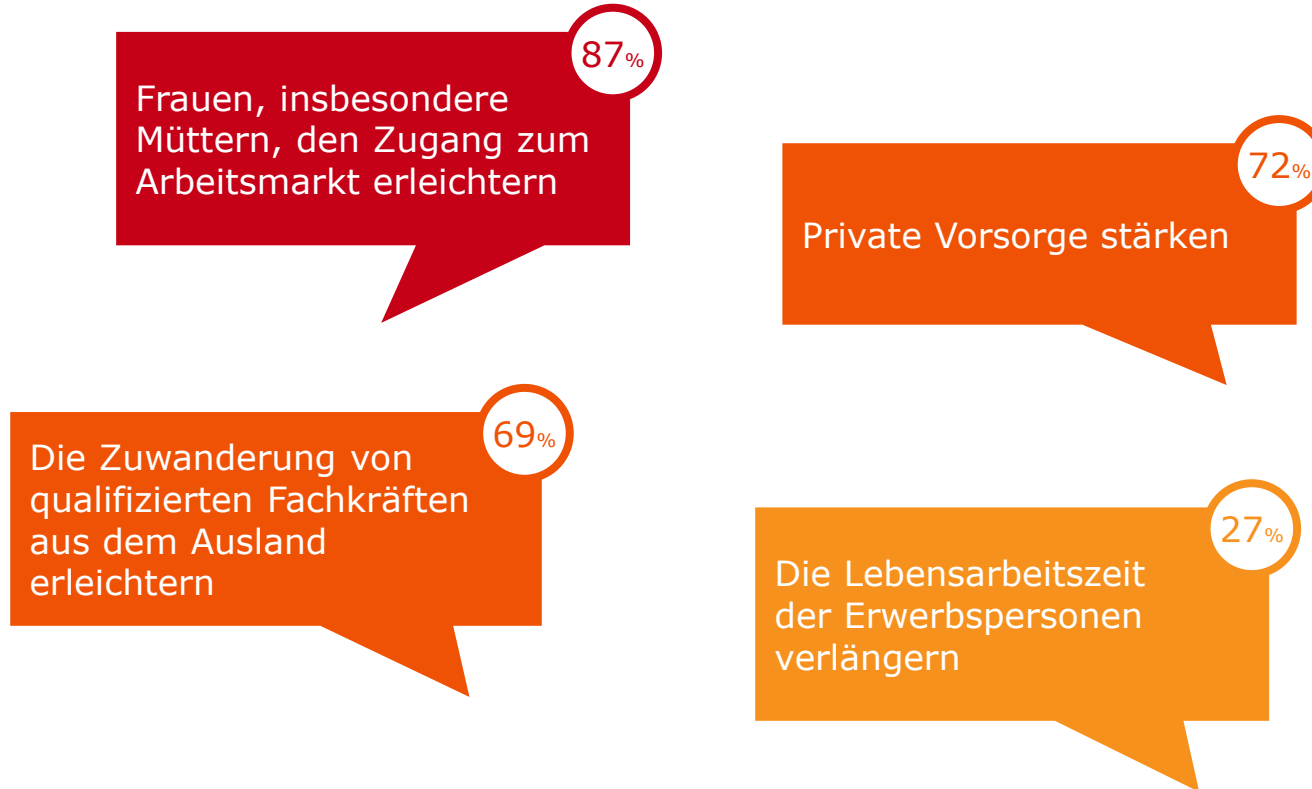 87%
Frauen, insbesondere
Müttern, den Zugang zum
Arbeitsmarkt erleichtern
72%
Private Vorsorge stärken
69%
Die Zuwanderung von
qualifizierten Fachkräften
aus dem Ausland
erleichtern
27%
Die Lebensarbeitszeit
der Erwerbspersonen
verlängern